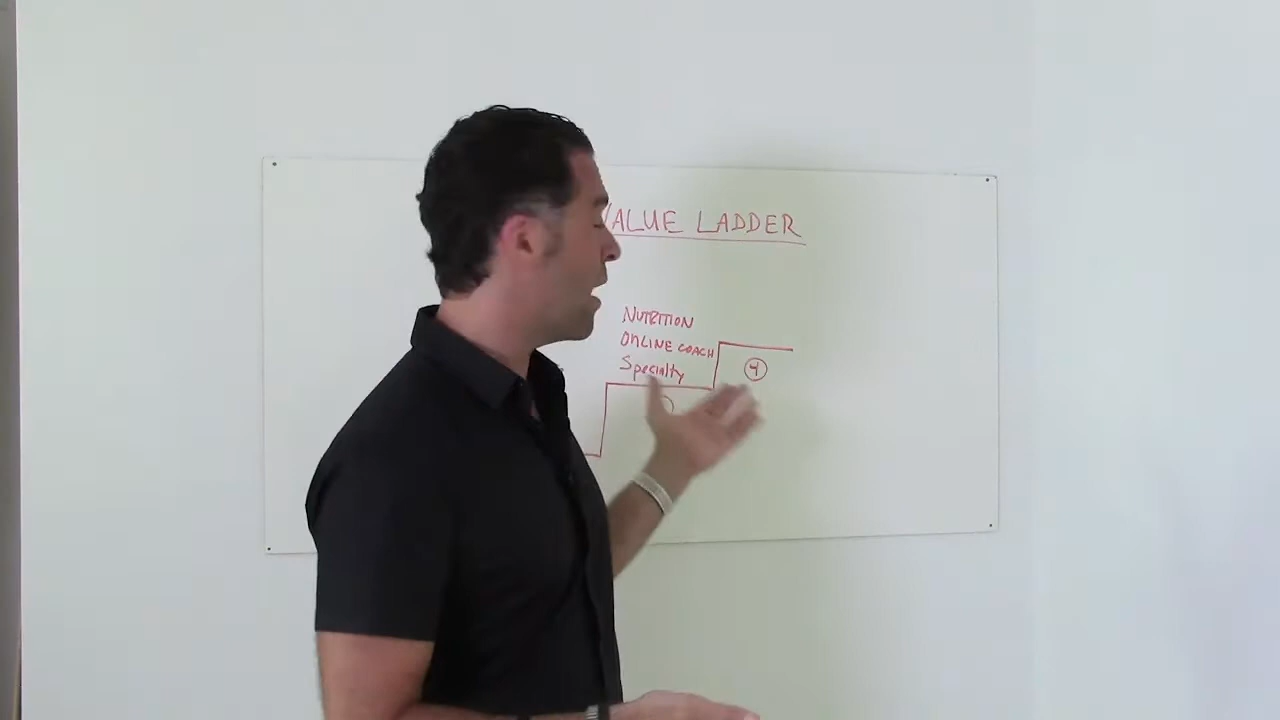 VALUE LADDER
NUTRITION
ONLINE COACH
Specialty
4